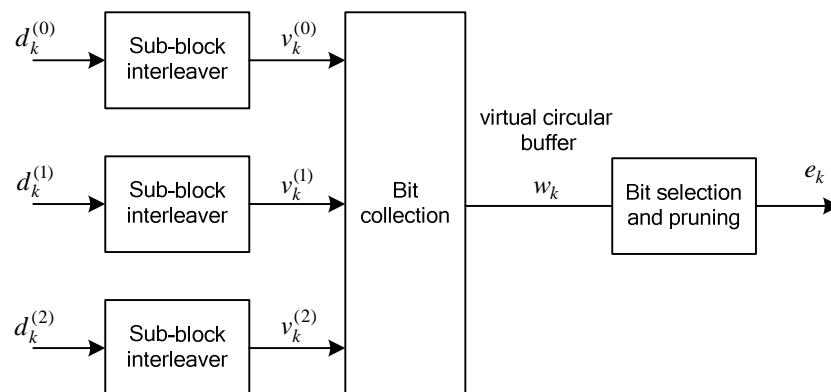 d_k^{(0)}
Sub-block
interleaver
v_k^{(0)}
d_k^{(1)}
Sub-block
interleaver
v_k^{(1)}
d_k^{(2)}
Sub-block
interleaver
v_k^{(2)}
Bit
collection
virtual circular
buffer
w_k
Bit selection
and pruning
e_k